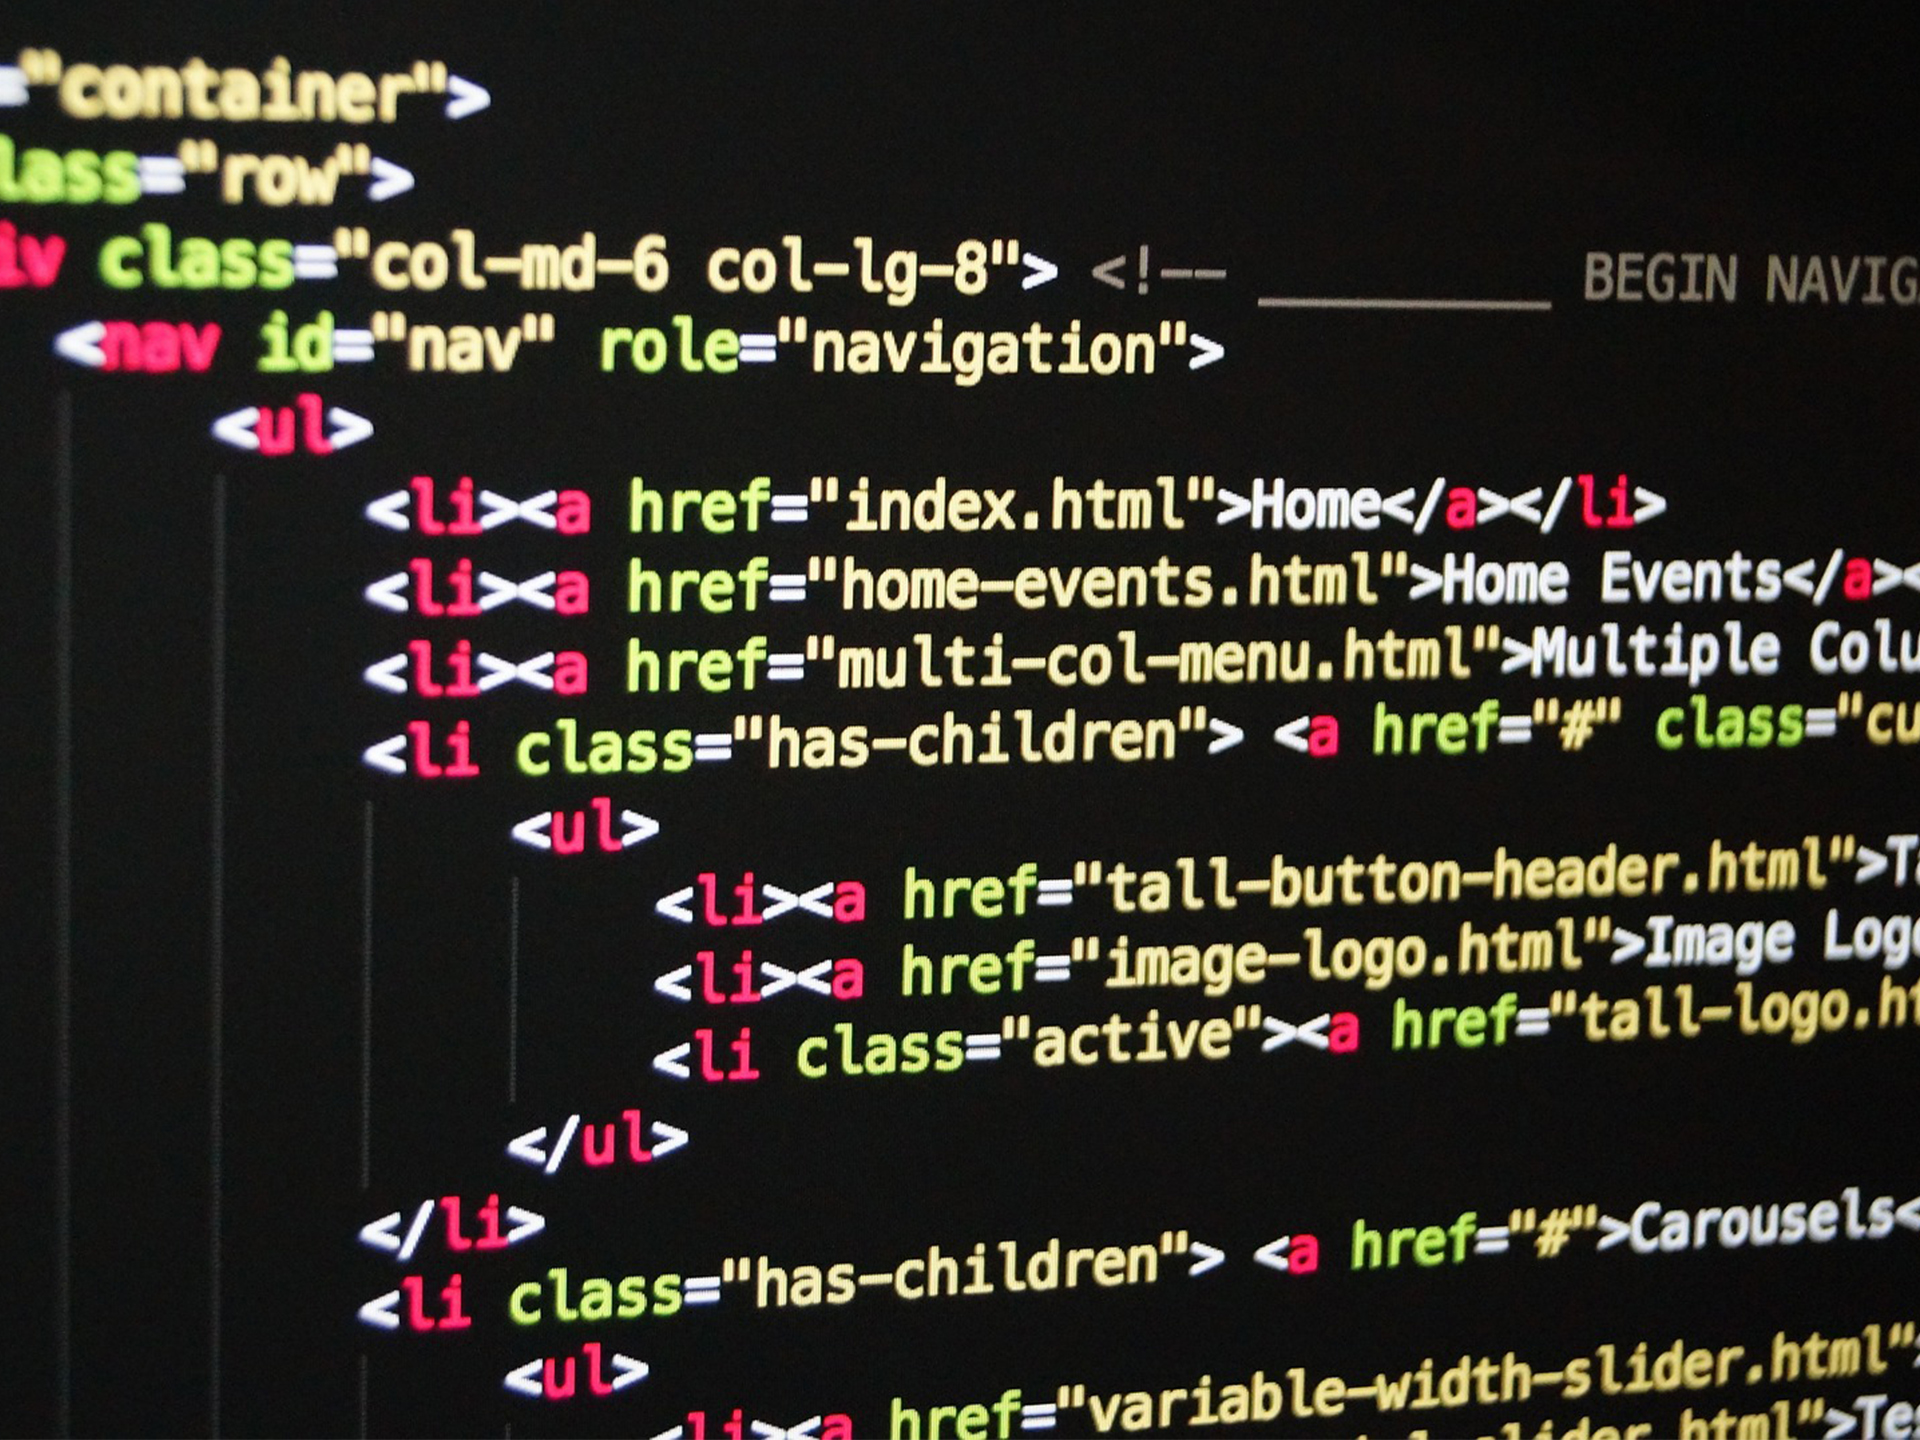 ="container">
lass="row">
iv class="col-md-6 col-lg-8"> <!-- ________ BEGIN NAVIG
<nav id="nav" role="navigation">
<ul>
<li><a href="index.html">Home</a></li>
<li><a href="home-events.html">Home Events</a><
<li><a href="multi-col-menu.html">Multiple Colu
<li class="has-children"> <a href="#" class="cu
<ul>
<li><a href="tall-button-header.html">Ta
<li><a href="image-logo.html">Image Logo
<li class="active"><a href="tall-logo.ht
</ul>
</li>
<li class="has-children"> <a href="#">Carousels<
<ul>
<li><a href="variable-width-slider.html"
slider.html">Tes